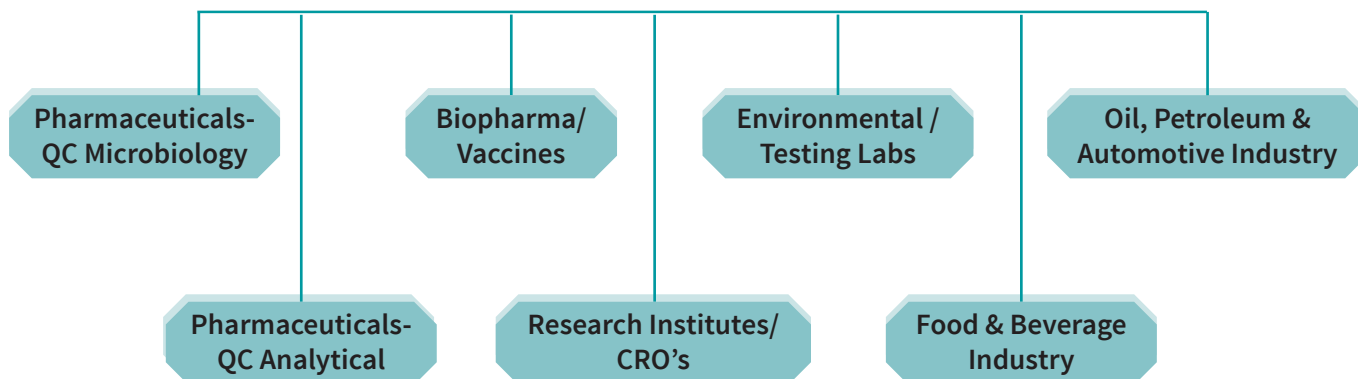 Pharmaceuticals-
QC Microbiology
Biopharma/
Vaccines
Environmental /
Testing Labs
Oil, Petroleum &
Automotive Industry
Pharmaceuticals-
QC Analytical
Research Institutes/
CRO's
Food & Beverage
Industry